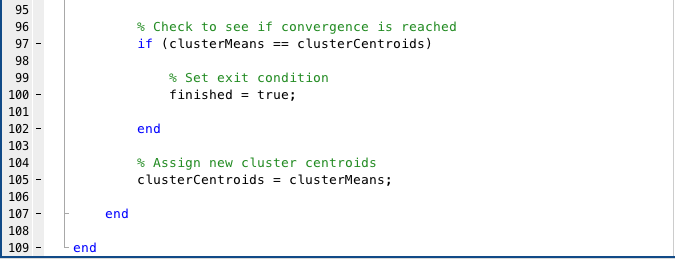 95
96 % Check to see if convergence is reached
97 - if (clusterMeans == clusterCentroids)
98
99 % Set exit condition
100 - finished = true;
101
102 - end
103
104 % Assign new cluster centroids
105 - clusterCentroids = clusterMeans;
106
107 - end
108
109 - end